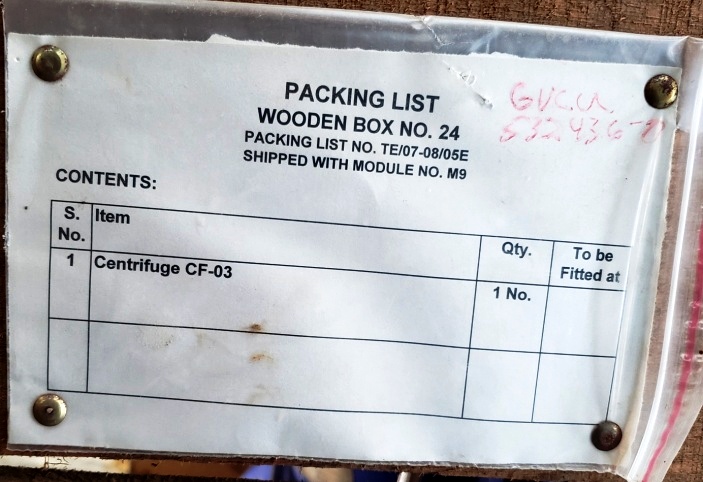 PACKING LIST
WOODEN BOX NO. 24
PACKING LIST NO. TE/07-08/05E
SHIPPED WITH MODULE NO. M9
CONTENTS:
S. No. Item Qty. To be Fitted at
1 Centrifuge CF-03 1 No.